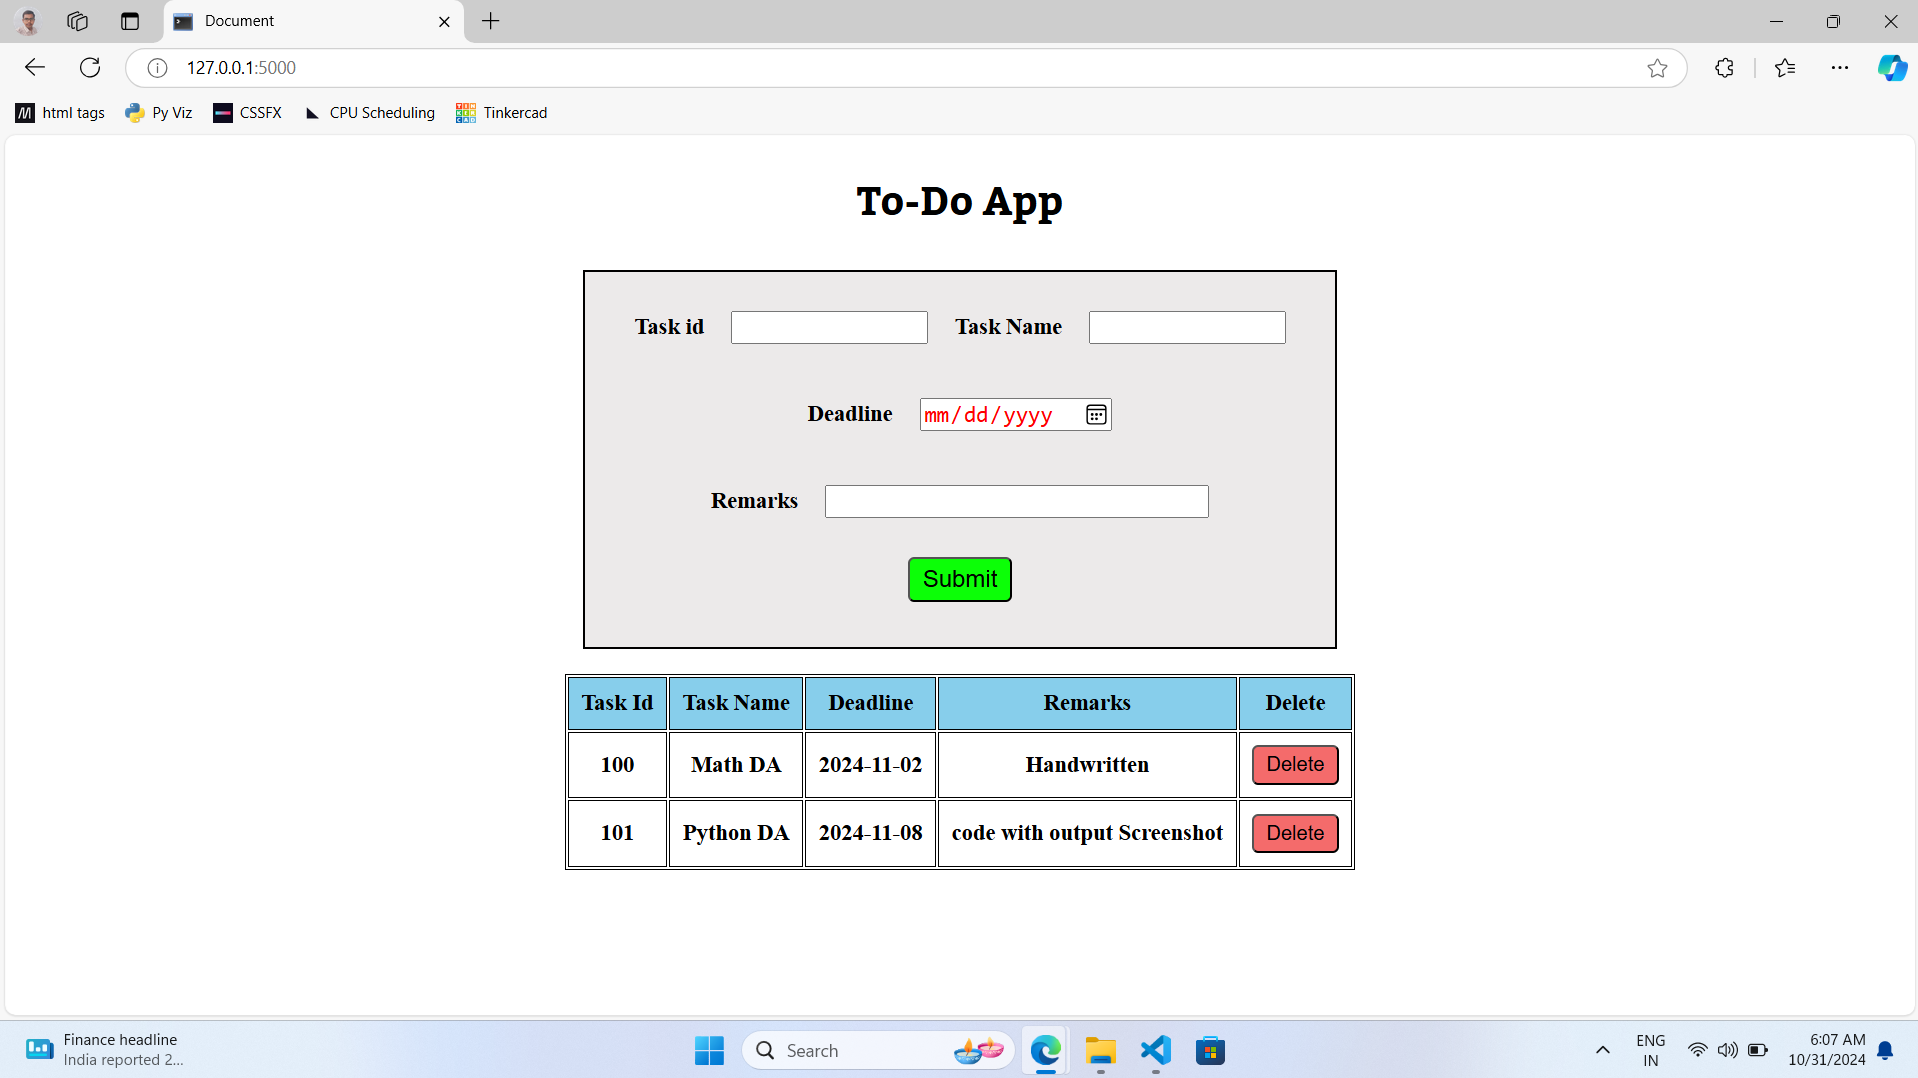 Document
127.0.0.1:5000
html tags Py Viz CSSFX CPU Scheduling Tinkercad
To-Do App
Task id Task Name
Deadline mm/dd/yyyy
Remarks
Submit
Task Id Task Name Deadline Remarks Delete
100 Math DA 2024-11-02 Handwritten Delete
101 Python DA 2024-11-08 code with output Screenshot Delete
Finance headline
India reported 2...
Search
ENG
IN
6:07 AM
10/31/2024